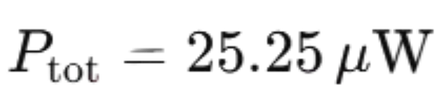 P_tot = 25.25 μW